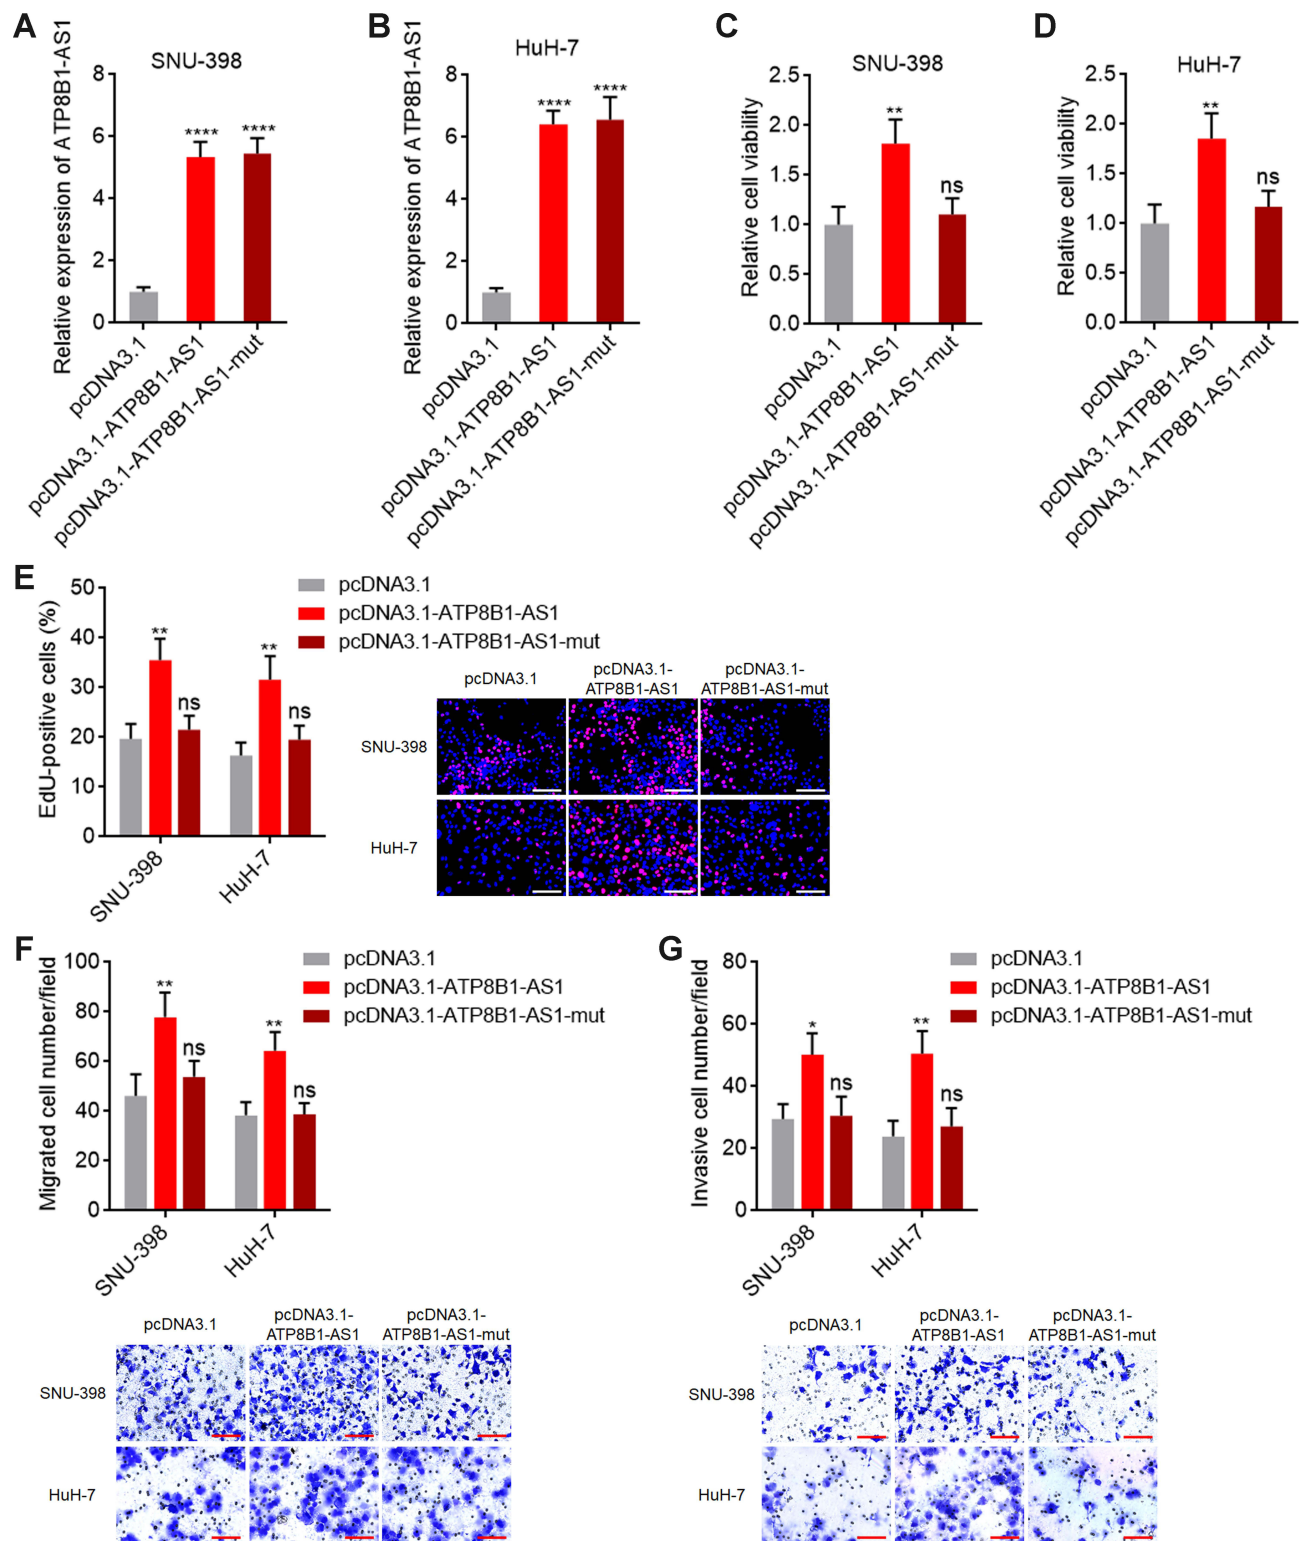 A
SNU-398
Relative expression of ATP8B1-AS1
8
6
4
2
0
****
****
pcDNA3.1
pcDNA3.1-ATP8B1-AS1
pcDNA3.1-ATP8B1-AS1-mut
B
HuH-7
Relative expression of ATP8B1-AS1
8
6
4
2
0
****
****
pcDNA3.1
pcDNA3.1-ATP8B1-AS1
pcDNA3.1-ATP8B1-AS1-mut
C
SNU-398
Relative cell viability
2.5
2.0
1.5
1.0
0.5
0.0
**
ns
pcDNA3.1
pcDNA3.1-ATP8B1-AS1
pcDNA3.1-ATP8B1-AS1-mut
D
HuH-7
Relative cell viability
2.5
2.0
1.5
1.0
0.5
0.0
**
ns
pcDNA3.1
pcDNA3.1-ATP8B1-AS1
pcDNA3.1-ATP8B1-AS1-mut
E
EdU-positive cells (%)
50
40
30
20
10
0
**
ns
**
ns
SNU-398
HuH-7
pcDNA3.1
pcDNA3.1-ATP8B1-AS1
pcDNA3.1-ATP8B1-AS1-mut
pcDNA3.1
pcDNA3.1-
ATP8B1-AS1
pcDNA3.1-
ATP8B1-AS1-mut
SNU-398
HuH-7
F
Migrated cell number/field
100
80
60
40
20
0
**
ns
**
ns
SNU-398
HuH-7
pcDNA3.1
pcDNA3.1-ATP8B1-AS1
pcDNA3.1-ATP8B1-AS1-mut
pcDNA3.1
pcDNA3.1-
ATP8B1-AS1
pcDNA3.1-
ATP8B1-AS1-mut
SNU-398
HuH-7
G
Invasive cell number/field
80
60
40
20
0
*
ns
**
ns
SNU-398
HuH-7
pcDNA3.1
pcDNA3.1-ATP8B1-AS1
pcDNA3.1-ATP8B1-AS1-mut
pcDNA3.1
pcDNA3.1-
ATP8B1-AS1
pcDNA3.1-
ATP8B1-AS1-mut
SNU-398
HuH-7